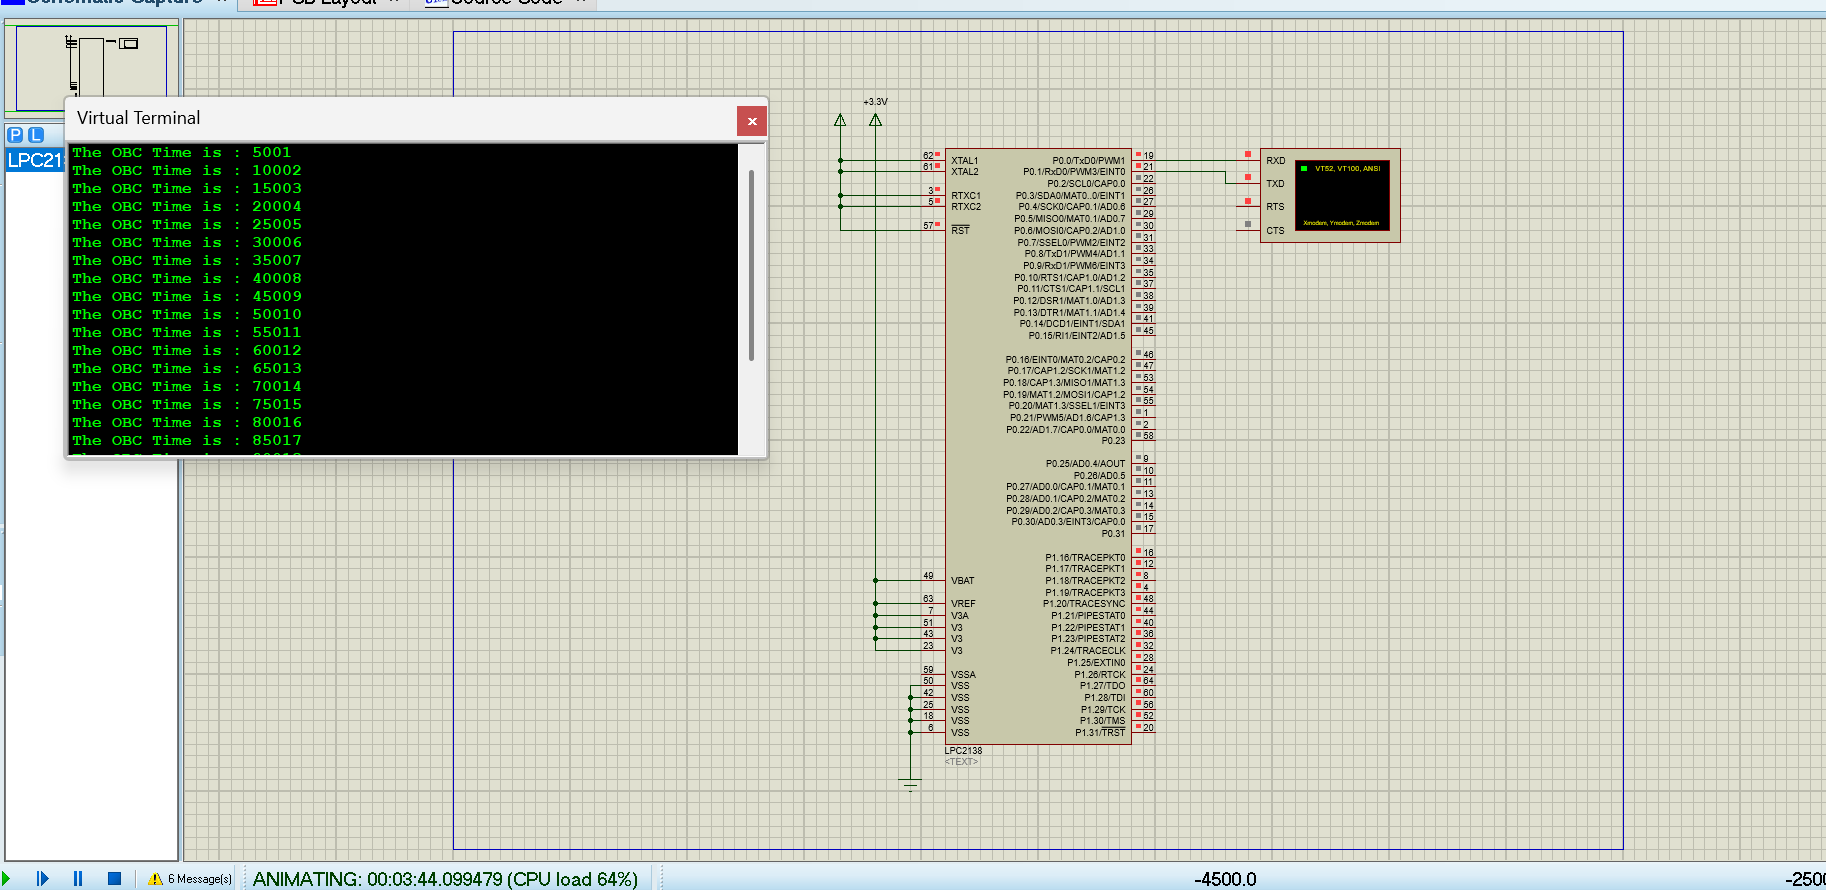 Schematic Capture
PCB Layout
Source Code
Virtual Terminal
P L
LPC21
The OBC Time is : 5001
The OBC Time is : 10002
The OBC Time is : 15003
The OBC Time is : 20004
The OBC Time is : 25005
The OBC Time is : 30006
The OBC Time is : 35007
The OBC Time is : 40008
The OBC Time is : 45009
The OBC Time is : 50010
The OBC Time is : 55011
The OBC Time is : 60012
The OBC Time is : 65013
The OBC Time is : 70014
The OBC Time is : 75015
The OBC Time is : 80016
The OBC Time is : 85017
+3.3V
62 XTAL1
61 XTAL2
3 RTXC1
5 RTXC2
57 RST
49 VBAT
63 VREF
7 V3A
51 V3
43 V3
23 V3
59 VSSA
50 VSS
42 VSS
25 VSS
18 VSS
6 VSS
P0.0/TxD0/PWM1 19
P0.1/RxD0/PWM3/EINT0 21
P0.2/SCL0/CAP0.0 22
P0.3/SDA0/MAT0..0/EINT1 26
P0.4/SCK0/CAP0.1/AD0.6 27
P0.5/MISO0/MAT0.1/AD0.7 29
P0.6/MOSI0/CAP0.2/AD1.0 30
P0.7/SSEL0/PWM2/EINT2 31
P0.8/TxD1/PWM4/AD1.1 33
P0.9/RxD1/PWM6/EINT3 34
P0.10/RTS1/CAP1.0/AD1.2 35
P0.11/CTS1/CAP1.1/SCL1 37
P0.12/DSR1/MAT1.0/AD1.3 38
P0.13/DTR1/MAT1.1/AD1.4 39
P0.14/DCD1/EINT1/SDA1 41
P0.15/RI1/EINT2/AD1.5 45
P0.16/EINT0/MAT0.2/CAP0.2 46
P0.17/CAP1.2/SCK1/MAT1.2 47
P0.18/CAP1.3/MISO1/MAT1.3 53
P0.19/MAT1.2/MOSI1/CAP1.2 54
P0.20/MAT1.3/SSEL1/EINT3 55
P0.21/PWM5/AD1.6/CAP1.3 1
P0.22/AD1.7/CAP0.0/MAT0.0 2
P0.23 58
P0.25/AD0.4/AOUT 9
P0.26/AD0.5 10
P0.27/AD0.0/CAP0.1/MAT0.1 11
P0.28/AD0.1/CAP0.2/MAT0.2 13
P0.29/AD0.2/CAP0.3/MAT0.3 14
P0.30/AD0.3/EINT3/CAP0.0 15
P0.31 17
P1.16/TRACEPKT0 16
P1.17/TRACEPKT1 12
P1.18/TRACEPKT2 8
P1.19/TRACEPKT3 4
P1.20/TRACESYNC 48
P1.21/PIPESTAT0 44
P1.22/PIPESTAT1 40
P1.23/PIPESTAT2 36
P1.24/TRACECLK 32
P1.25/EXTIN0 28
P1.26/RTCK 24
P1.27/TDO 64
P1.28/TDI 60
P1.29/TCK 56
P1.30/TMS 52
P1.31/TRST 20
LPC2138
<TEXT>
RXD
TXD
RTS
CTS
VT52, VT100, ANSI
Xmodem, Ymodem, Zmodem
6 Message(s)
ANIMATING: 00:03:44.099479 (CPU load 64%)
-4500.0